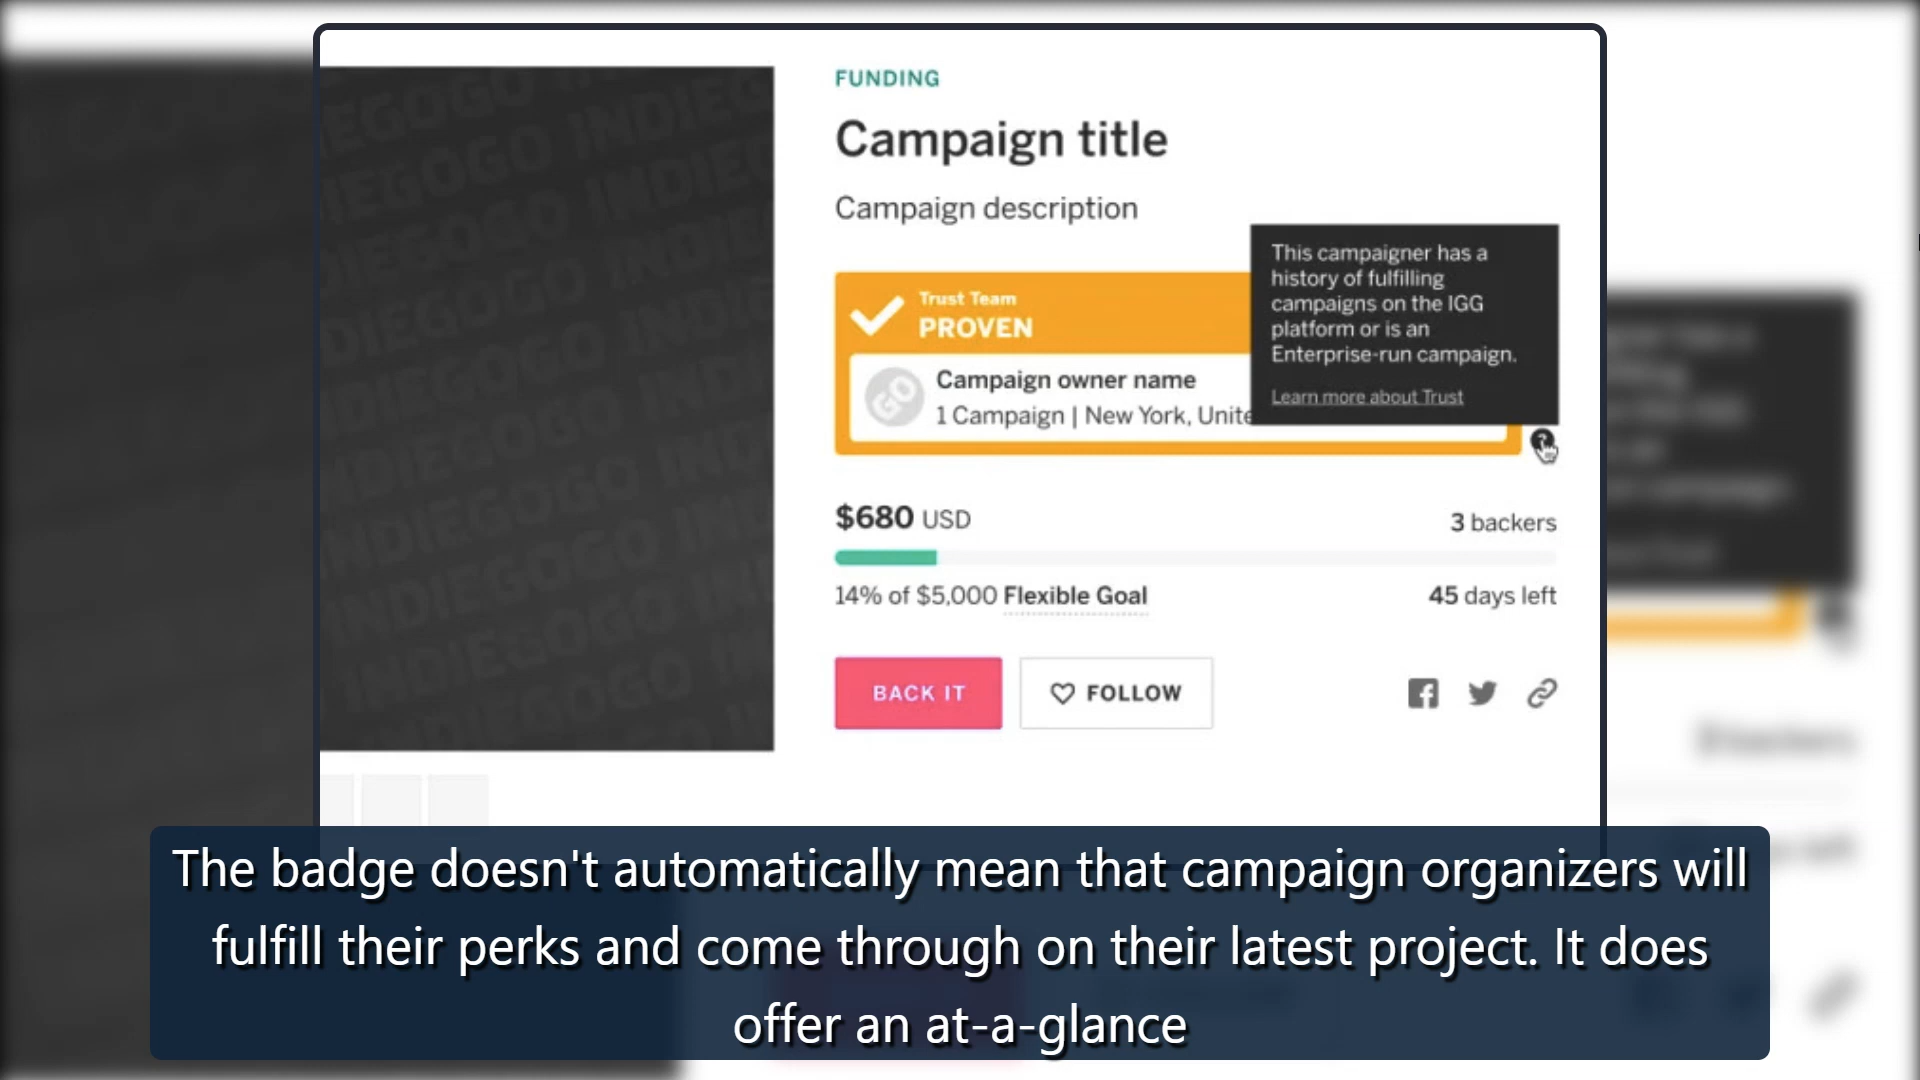 FUNDING
Campaign title
Campaign description
This campaigner has a
history of fulfilling
campaigns on the IGG
platform or is an
Enterprise-run campaign.
Learn more about Trust
Trust Team
PROVEN
GO
Campaign owner name
1 Campaign | New York, Unite
?
$680 USD
3 backers
14% of $5,000 Flexible Goal
45 days left
BACK IT
FOLLOW
INDIEGOGO
The badge doesn't automatically mean that campaign organizers will
fulfill their perks and come through on their latest project. It does
offer an at-a-glance